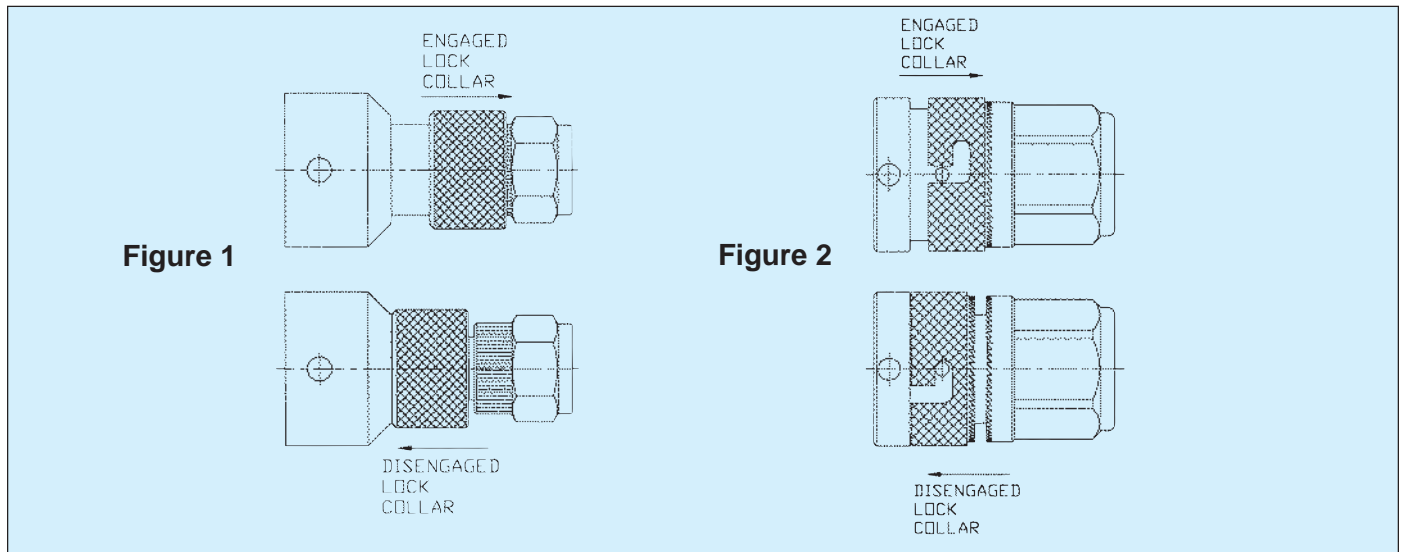 ENGAGED
LOCK
COLLAR
Figure 1
DISENGAGED
LOCK
COLLAR
ENGAGED
LOCK
COLLAR
Figure 2
DISENGAGED
LOCK
COLLAR